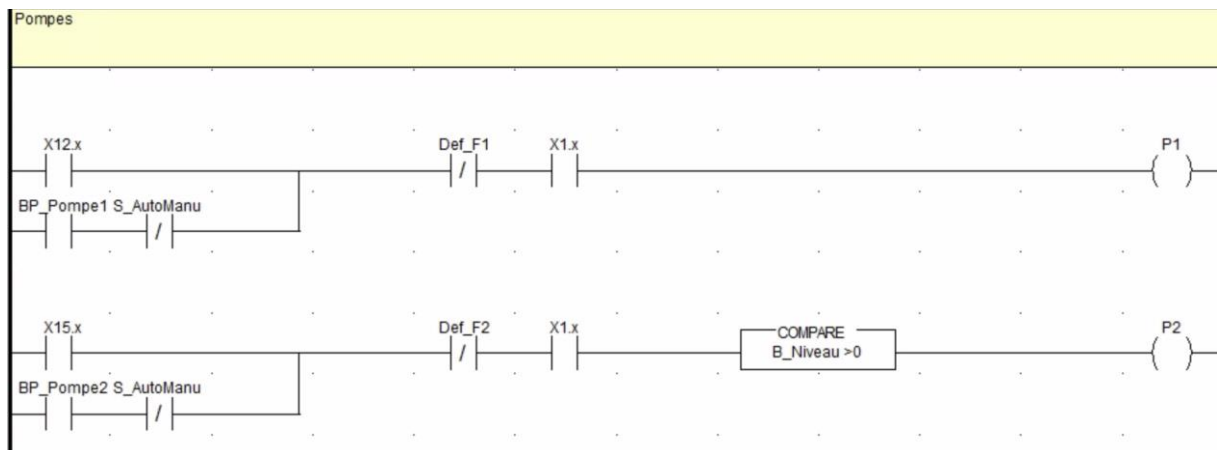 Pompes
X12.x Def_F1 X1.x P1
BP_Pompe1 S_AutoManu
X15.x Def_F2 X1.x COMPARE P2
B_Niveau >0
BP_Pompe2 S_AutoManu